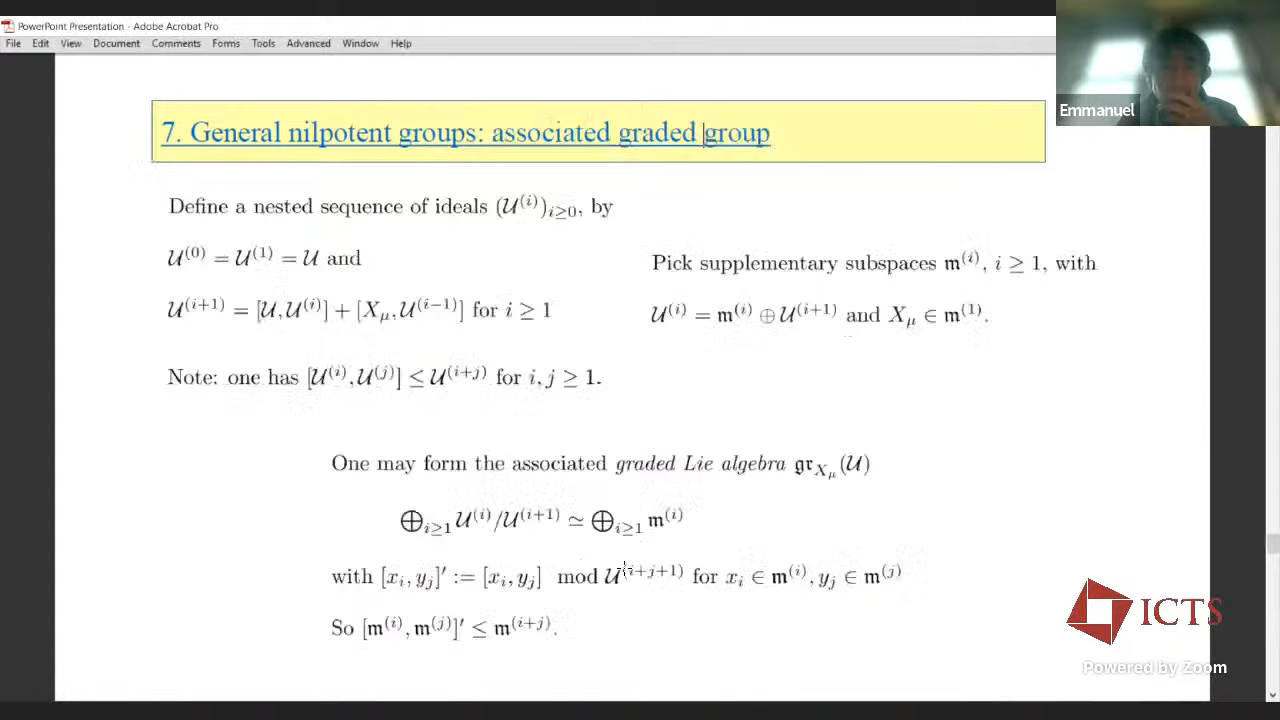 PowerPoint Presentation - Adobe Acrobat Pro
File Edit View Document Comments Forms Tools Advanced Window Help
Emmanuel
7. General nilpotent groups: associated graded group
Define a nested sequence of ideals (𝒰^{(i)})_{i≥0}, by
𝒰^{(0)} = 𝒰^{(1)} = 𝒰 and
𝒰^{(i+1)} = [𝒰, 𝒰^{(i)}] + [X_μ, 𝒰^{(i−1)}] for i ≥ 1
Note: one has [𝒰^{(i)}, 𝒰^{(j)}] ≤ 𝒰^{(i+j)} for i, j ≥ 1.
Pick supplementary subspaces 𝔪^{(i)}, i ≥ 1, with
𝒰^{(i)} = 𝔪^{(i)} ⊕ 𝒰^{(i+1)} and X_μ ∈ 𝔪^{(1)}.
One may form the associated graded Lie algebra 𝔤𝔯_{X_μ}(𝒰)
⊕_{i≥1} 𝒰^{(i)}/𝒰^{(i+1)} ≃ ⊕_{i≥1} 𝔪^{(i)}
with [x_i, y_j]′ := [x_i, y_j] mod 𝒰^{(i+j+1)} for x_i ∈ 𝔪^{(i)}, y_j ∈ 𝔪^{(j)}
So [𝔪^{(i)}, 𝔪^{(j)}]′ ≤ 𝔪^{(i+j)}.
ICTS
Powered by Zoom